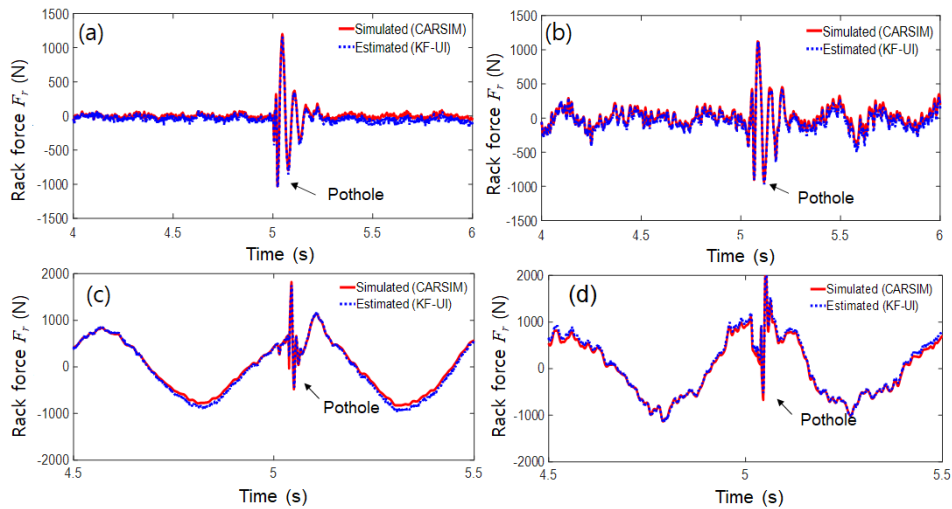 (a)
Simulated (CARSIM)
Estimated (KF-UI)
Rack force F_r (N)
1500
1000
500
0
-500
-1000
-1500
Pothole
4
4.5
5
5.5
6
Time (s)
(b)
Simulated (CARSIM)
Estimated (KF-UI)
Rack force F_r (N)
1500
1000
500
0
-500
-1000
-1500
Pothole
4
4.5
5
5.5
6
Time (s)
(c)
Simulated (CARSIM)
Estimated (KF-UI)
Rack force F_r (N)
2000
1000
0
-1000
-2000
Pothole
4.5
5
5.5
Time (s)
(d)
Simulated (CARSIM)
Estimated (KF-UI)
Rack force F_r (N)
2000
1000
0
-1000
-2000
Pothole
4.5
5
5.5
Time (s)